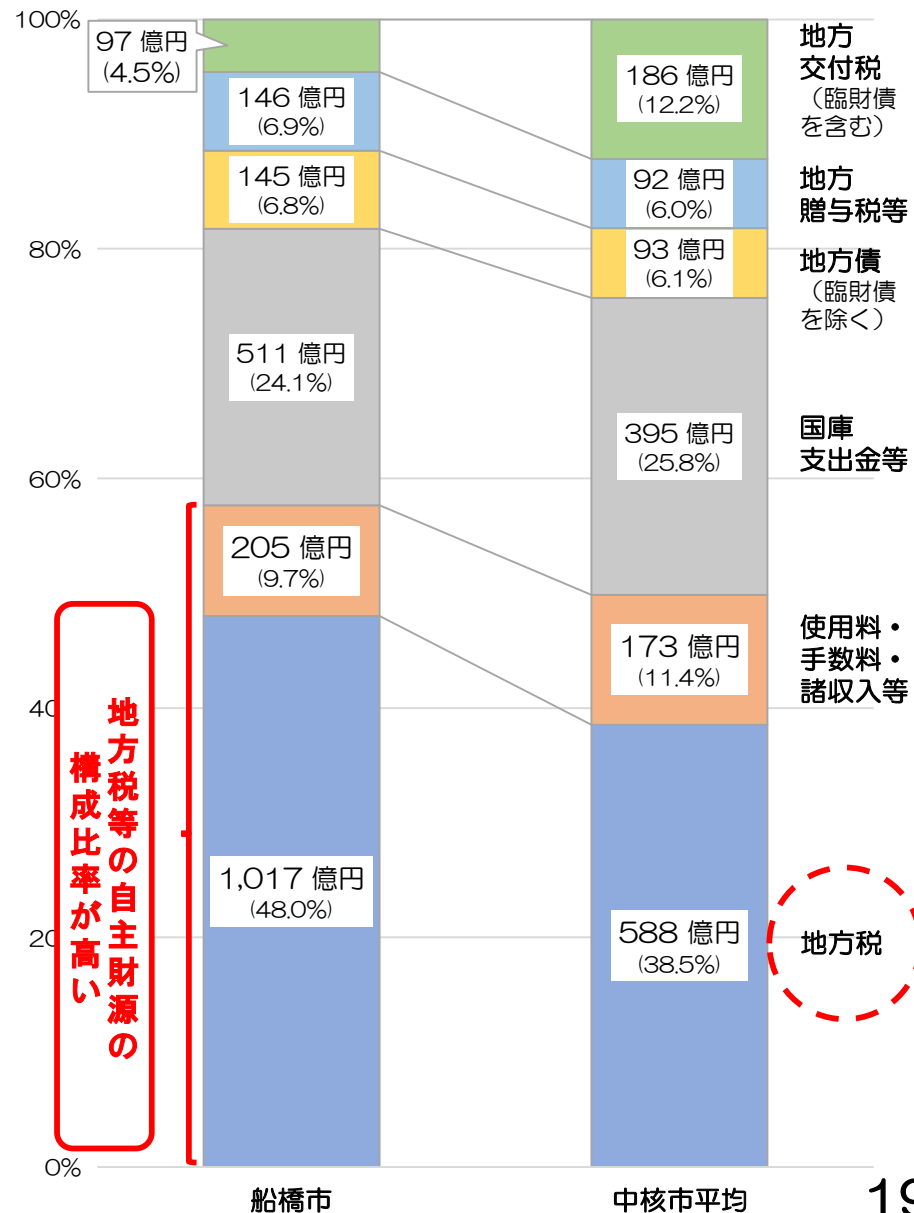 100%
80%
60%
40
20
0%
97 億円
(4.5%)
146 億円
(6.9%)
145 億円
(6.8%)
511 億円
(24.1%)
205 億円
(9.7%)
1,017 億円
(48.0%)
船橋市
186 億円
(12.2%)
92 億円
(6.0%)
93 億円
(6.1%)
395 億円
(25.8%)
173 億円
(11.4%)
588 億円
(38.5%)
中核市平均
地方
交付税
(臨財債
を含む)
地方
贈与税等
地方債
(臨財債
を除く)
国庫
支出金等
使用料・
手数料・
諸収入等
地方税
地方税等の自主財源の
構成比率が高い
19